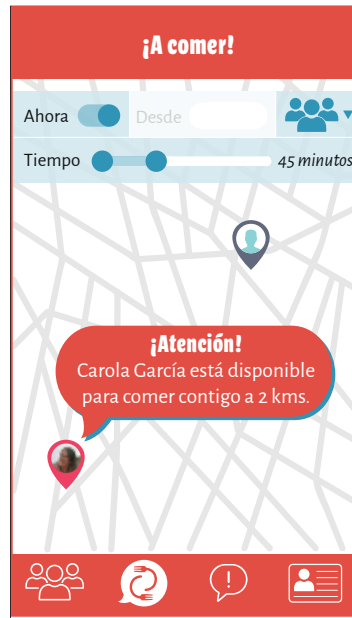 ¡A comer!
Ahora
Desde
Tiempo
45 minutos
¡Atención!
Carola García está disponible
para comer contigo a 2 kms.
!